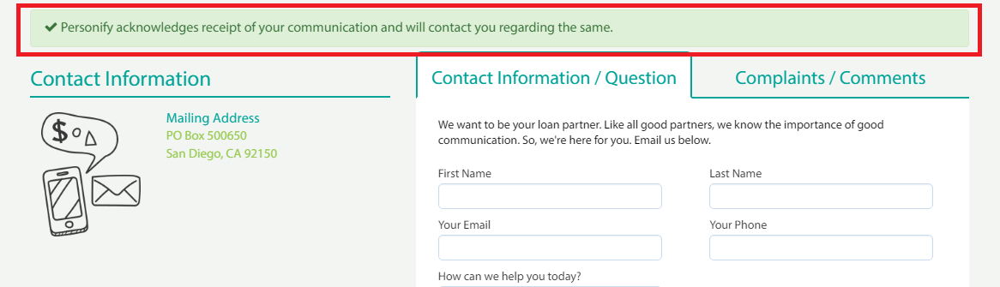 ✔ Personify acknowledges receipt of your communication and will contact you regarding the same.
Contact Information
Mailing Address
PO Box 500650
San Diego, CA 92150
$
Contact Information / Question
Complaints / Comments
We want to be your loan partner. Like all good partners, we know the importance of good
communication. So, we're here for you. Email us below.
First Name
Last Name
Your Email
Your Phone
How can we help you today?